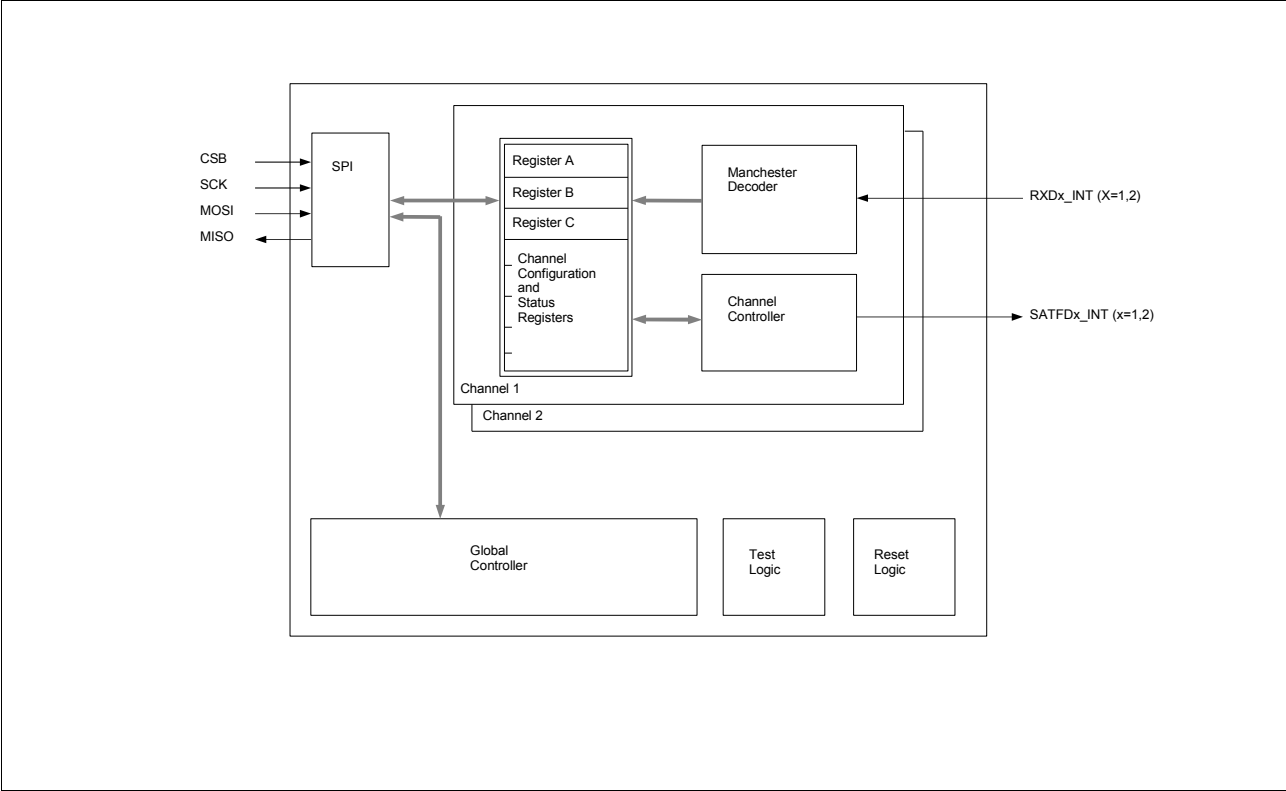 CSB
SCK
MOSI
MISO
SPI
Register A
Register B
Register C
Channel
Configuration
and
Status
Registers
Manchester
Decoder
Channel
Controller
RXDx_INT (X=1,2)
SATFDx_INT (x=1,2)
Channel 1
Channel 2
Global
Controller
Test
Logic
Reset
Logic